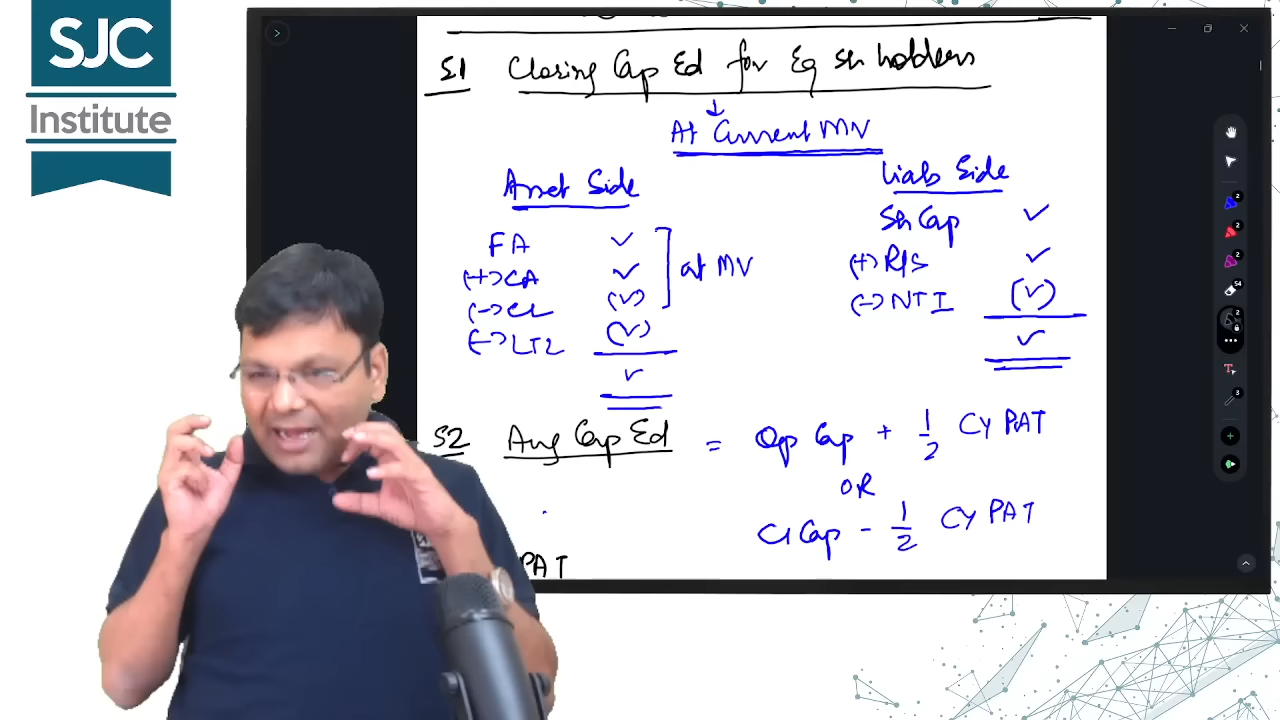 SJC
Institute
S1 Closing Cap Ed for Eq Sh holders
At Current MV
Asset Side
FA ✓
(+) CA ✓
(-) CL (✓)
(-) LTL (✓)
✓
at MV
Liab Side
Sh Cap ✓
(+) R/S ✓
(-) NTI (✓)
✓
S2 Avg Cap Ed = Op Cap + 1/2 CY PAT
OR
Cl Cap - 1/2 CY PAT
PAT